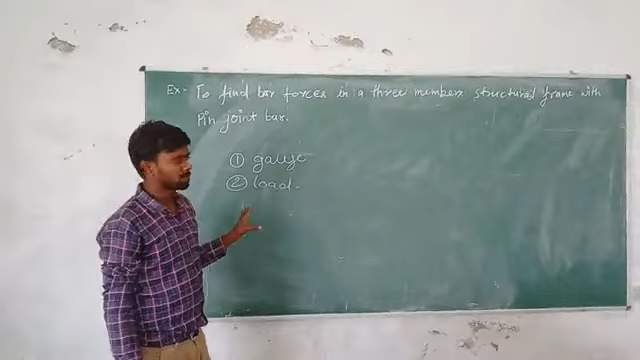 Ex- To find bar forces in a three members structural frame with
Pin joint bar.
① gauge
② load.